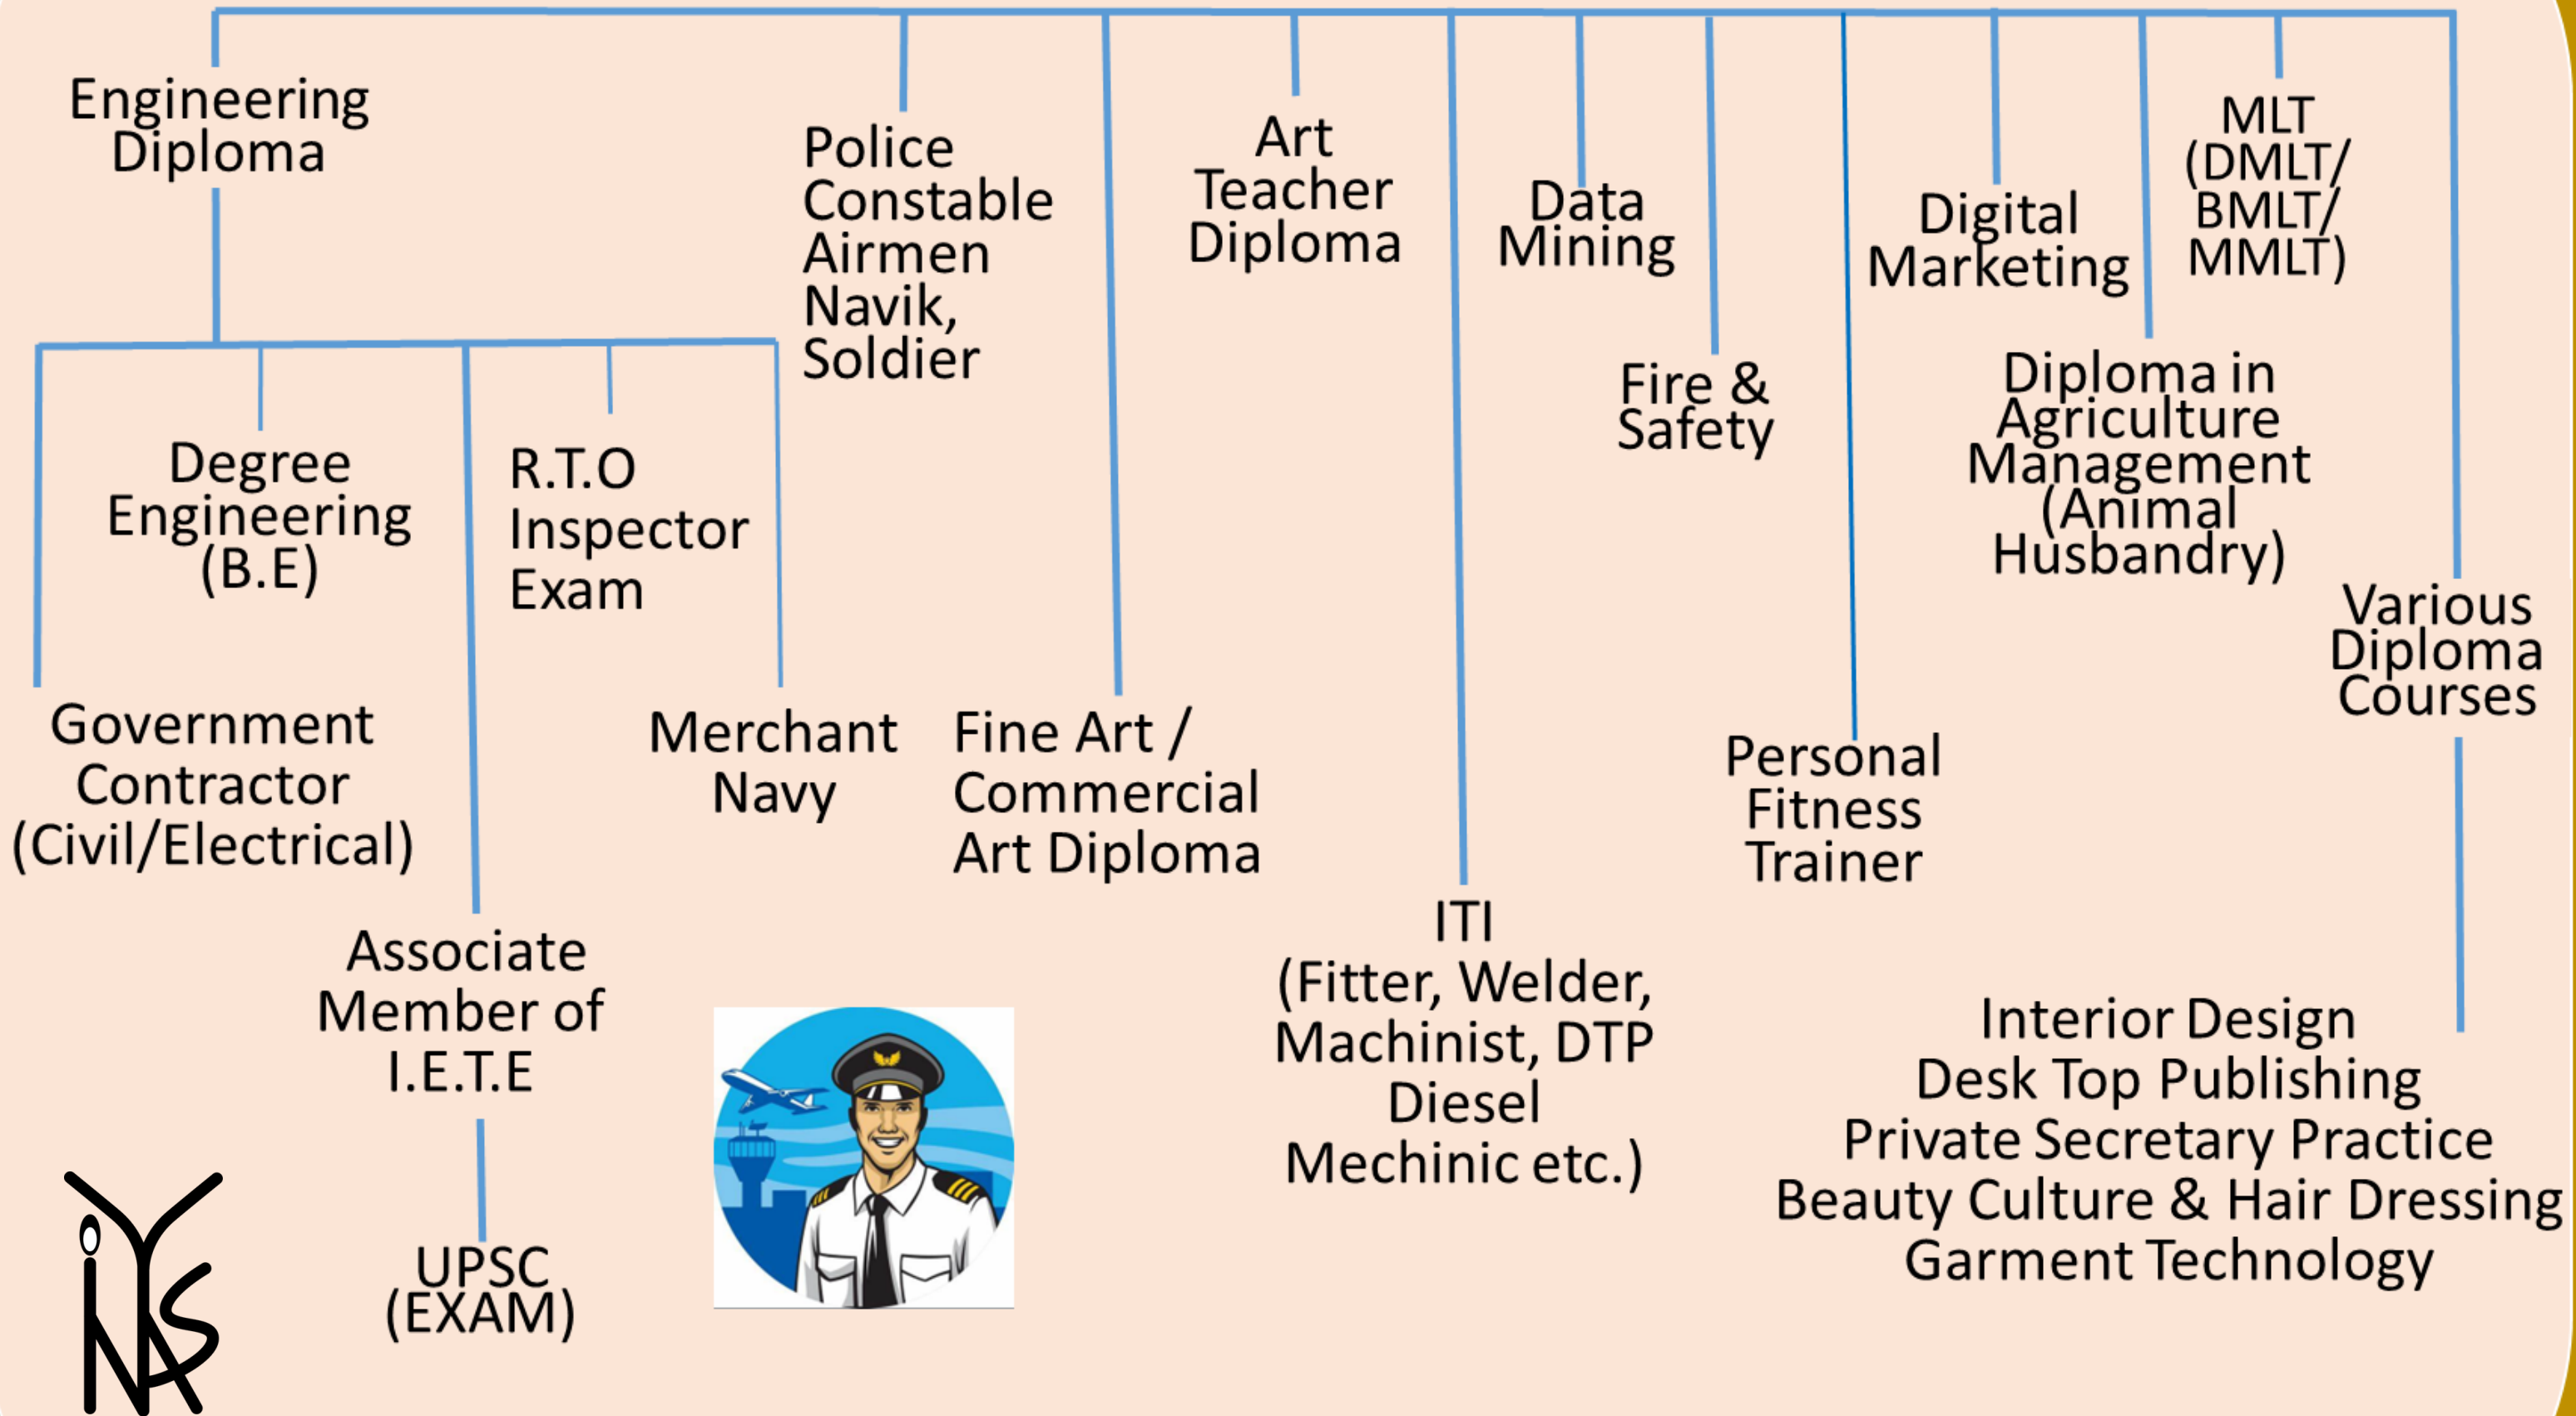 Engineering
Diploma
Police
Constable
Airmen
Navik,
Soldier
Art
Teacher
Diploma
Data
Mining
Digital
Marketing
MLT
(DMLT/
BMLT/
MMLT)
Fire &
Safety
Diploma in
Agriculture
Management
(Animal
Husbandry)
Degree
Engineering
(B.E)
R.T.O
Inspector
Exam
Various
Diploma
Courses
Government
Contractor
(Civil/Electrical)
Merchant
Navy
Fine Art /
Commercial
Art Diploma
Personal
Fitness
Trainer
Associate
Member of
I.E.T.E
ITI
(Fitter, Welder,
Machinist, DTP
Diesel
Mechinic etc.)
Interior Design
Desk Top Publishing
Private Secretary Practice
Beauty Culture & Hair Dressing
Garment Technology
UPSC
(EXAM)